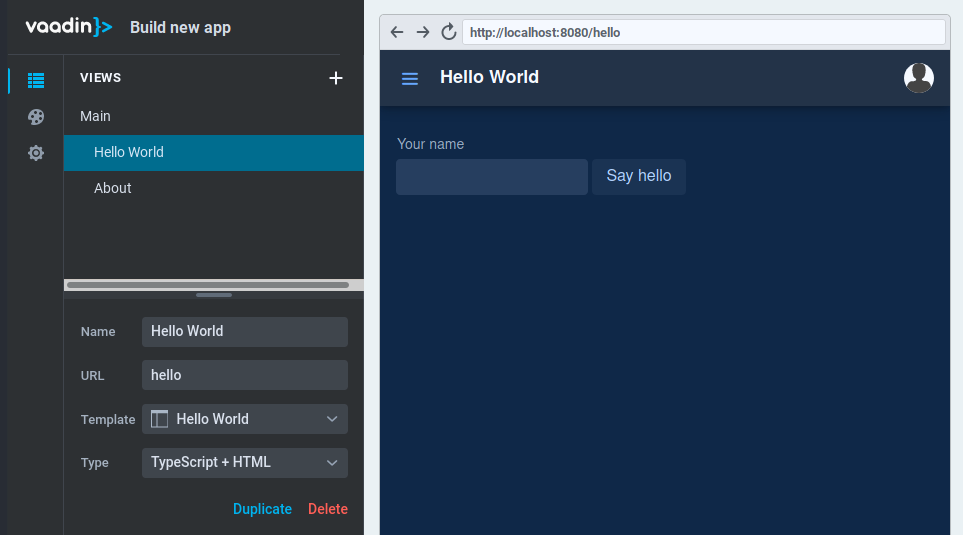 vaadin}> Build new app
VIEWS
Main
Hello World
About
Name Hello World
URL hello
Template Hello World
Type TypeScript + HTML
Duplicate Delete
http://localhost:8080/hello
Hello World
Your name
Say hello